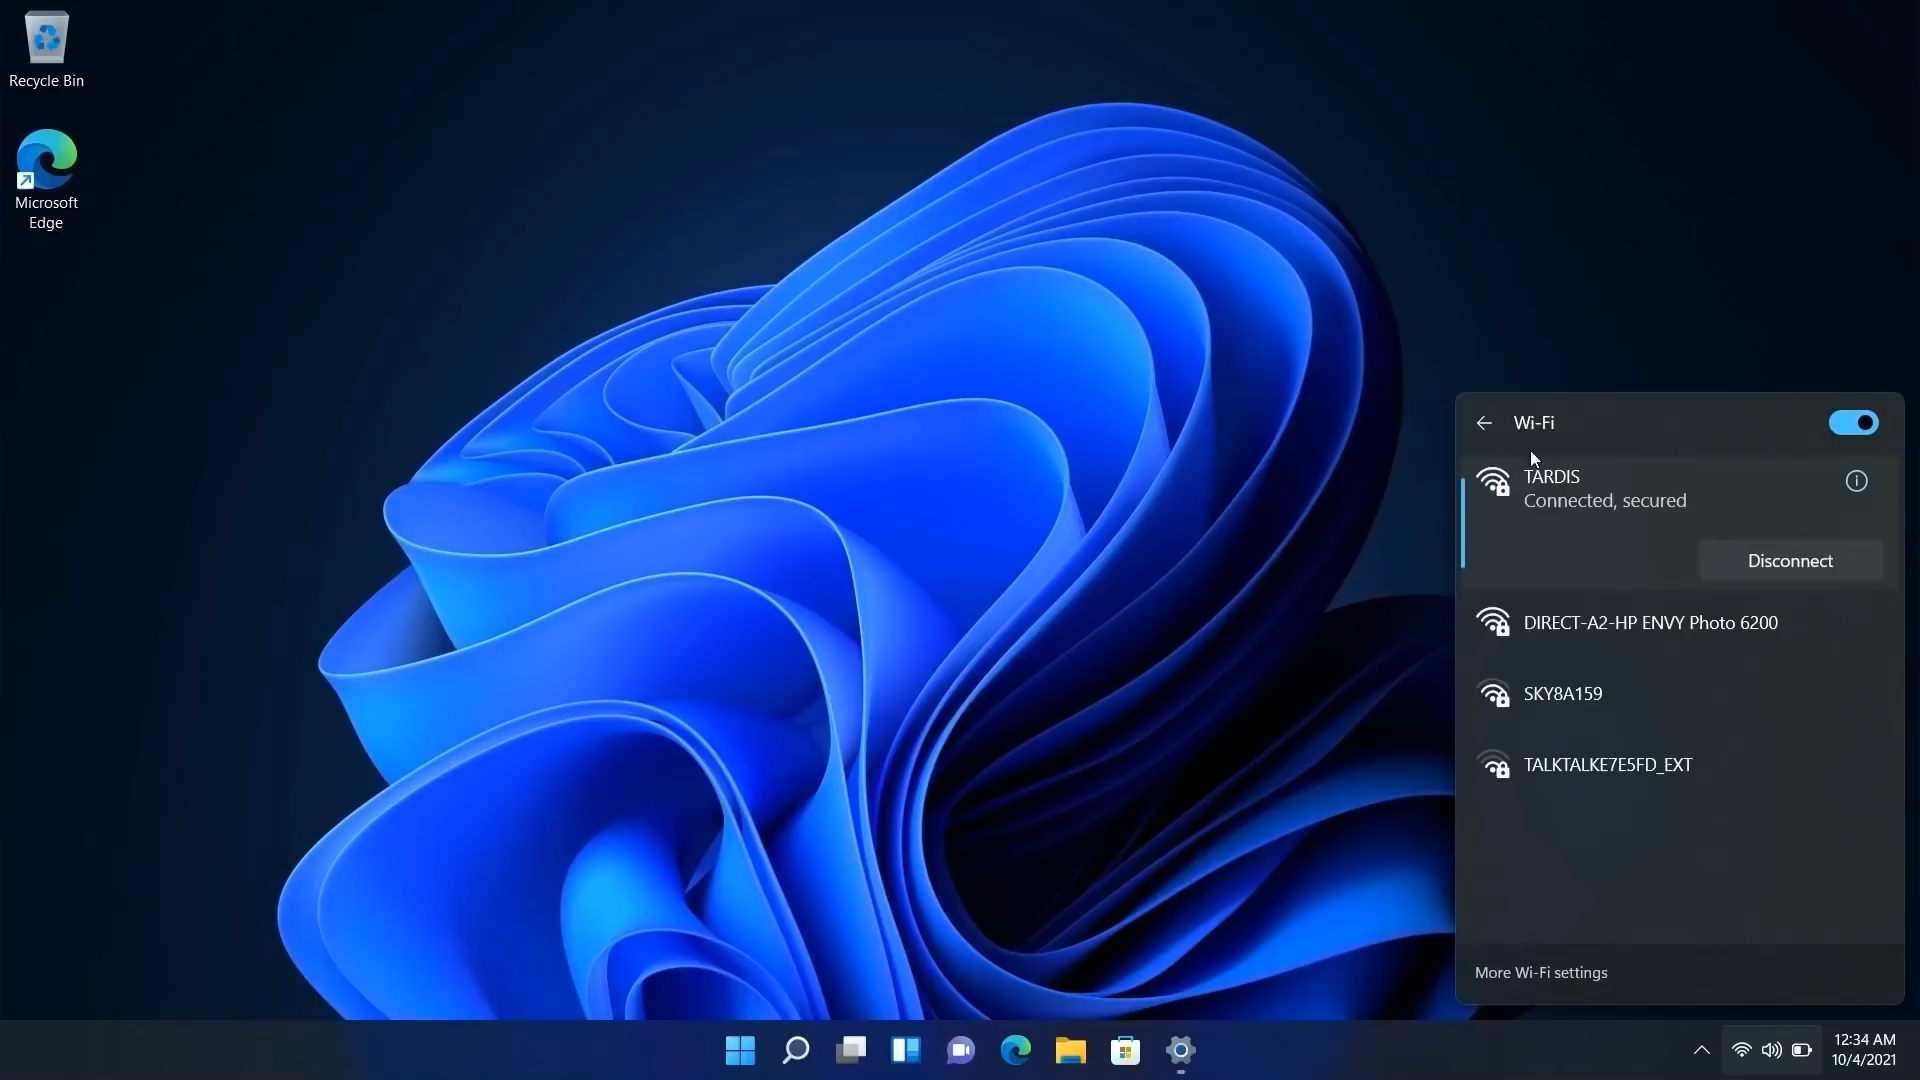 Recycle Bin
Microsoft
Edge
Wi-Fi
TARDIS
Connected, secured
Disconnect
DIRECT-A2-HP ENVY Photo 6200
SKY8A159
TALKTALKE7E5FD_EXT
More Wi-Fi settings
12:34 AM
10/4/2021